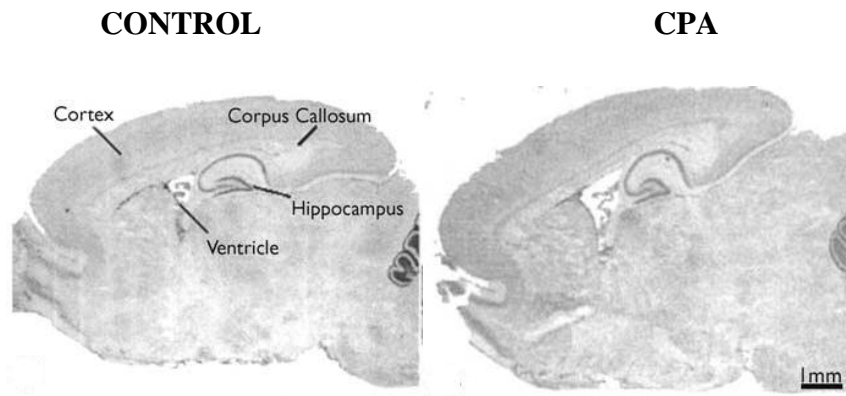 CONTROL
CPA
Cortex
Corpus Callosum
Hippocampus
Ventricle
1mm